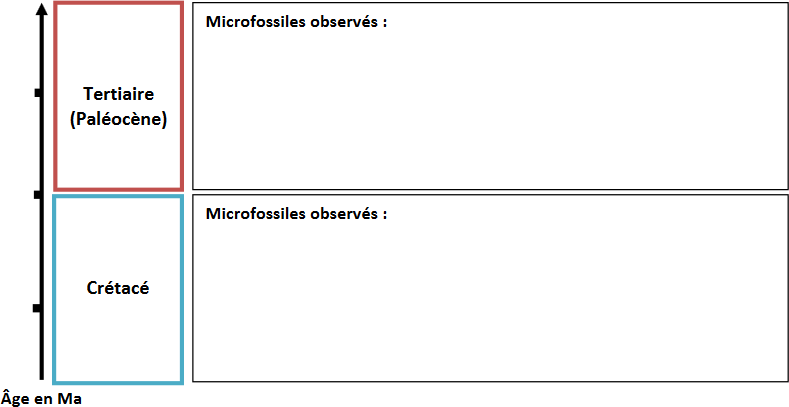 Microfossiles observés :
Tertiaire
(Paléocène)
Microfossiles observés :
Crétacé
Âge en Ma